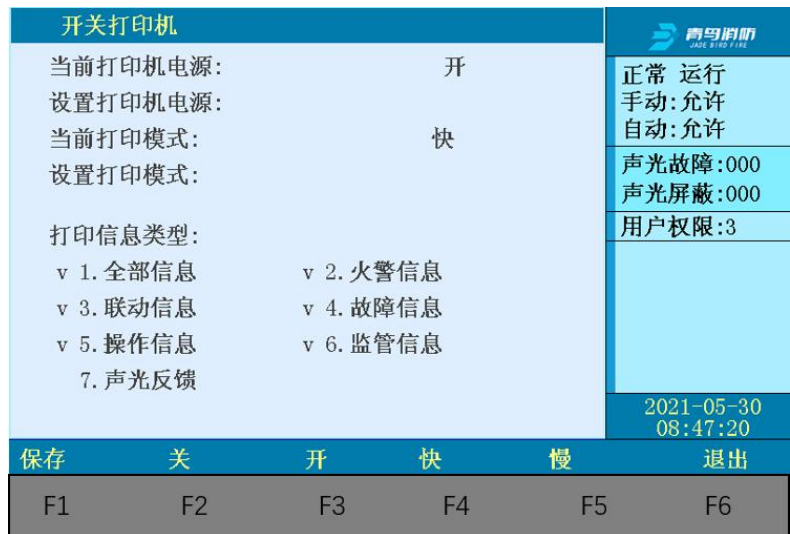 开关打印机
青鸟消防
JADE BIRD FIRE
当前打印机电源: 开
设置打印机电源:
当前打印模式: 快
设置打印模式:
打印信息类型:
v 1.全部信息 v 2.火警信息
v 3.联动信息 v 4.故障信息
v 5.操作信息 v 6.监管信息
7.声光反馈
正常 运行
手动:允许
自动:允许
声光故障:000
声光屏蔽:000
用户权限:3
2021-05-30
08:47:20
保存 关 开 快 慢 退出
F1 F2 F3 F4 F5 F6